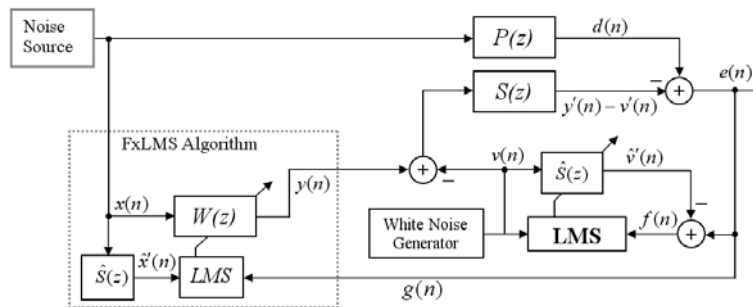 Noise
Source
P(z)
d(n)
e(n)
S(z)
y'(n) – v'(n)
FxLMS Algorithm
y(n)
v(n)
Ŝ(z)
v̂'(n)
x(n)
W(z)
White Noise
Generator
LMS
f(n)
Ŝ(z)
x̂'(n)
LMS
g(n)